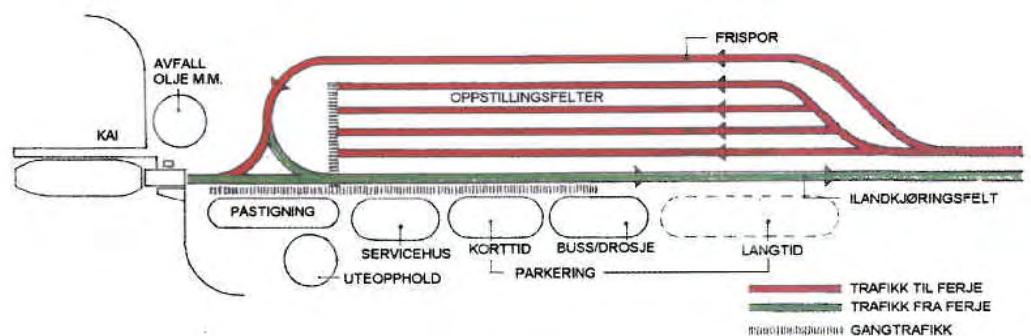 FRISPOR
AVFALL
OLJE M.M.
OPPSTILLINGSFELTER
KAI
ILANDKJØRINGSFELT
PÅSTIGNING
SERVICEHUS
KORTTID
BUSS/DROSJE
LANGTID
UTEOPPHOLD
PARKERING
TRAFIKK TIL FERJE
TRAFIKK FRA FERJE
GANGTRAFIKK